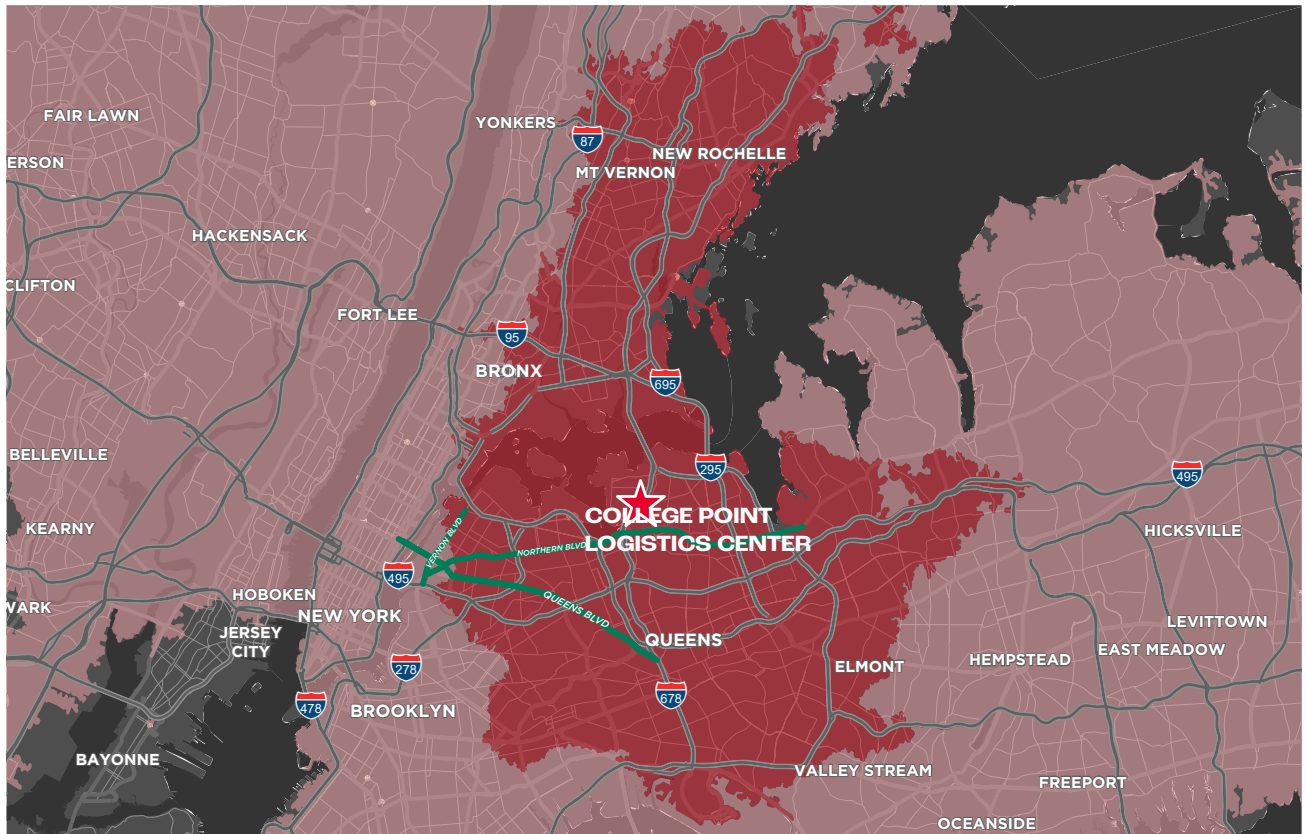 FAIR LAWN
YONKERS
87
ERSON
NEW ROCHELLE
MT VERNON
HACKENSACK
CLIFTON
FORT LEE
95
BRONX
695
BELLEVILLE
295
495
COLLEGE POINT
LOGISTICS CENTER
KEARNY
VERNON BLVD
NORTHERN BLVD
HICKSVILLE
495
HOBOKEN
WARK
NEW YORK
QUEENS BLVD
LEVITTOWN
JERSEY
CITY
QUEENS
EAST MEADOW
HEMPSTEAD
ELMONT
278
678
478
BROOKLYN
BAYONNE
VALLEY STREAM
FREEPORT
OCEANSIDE